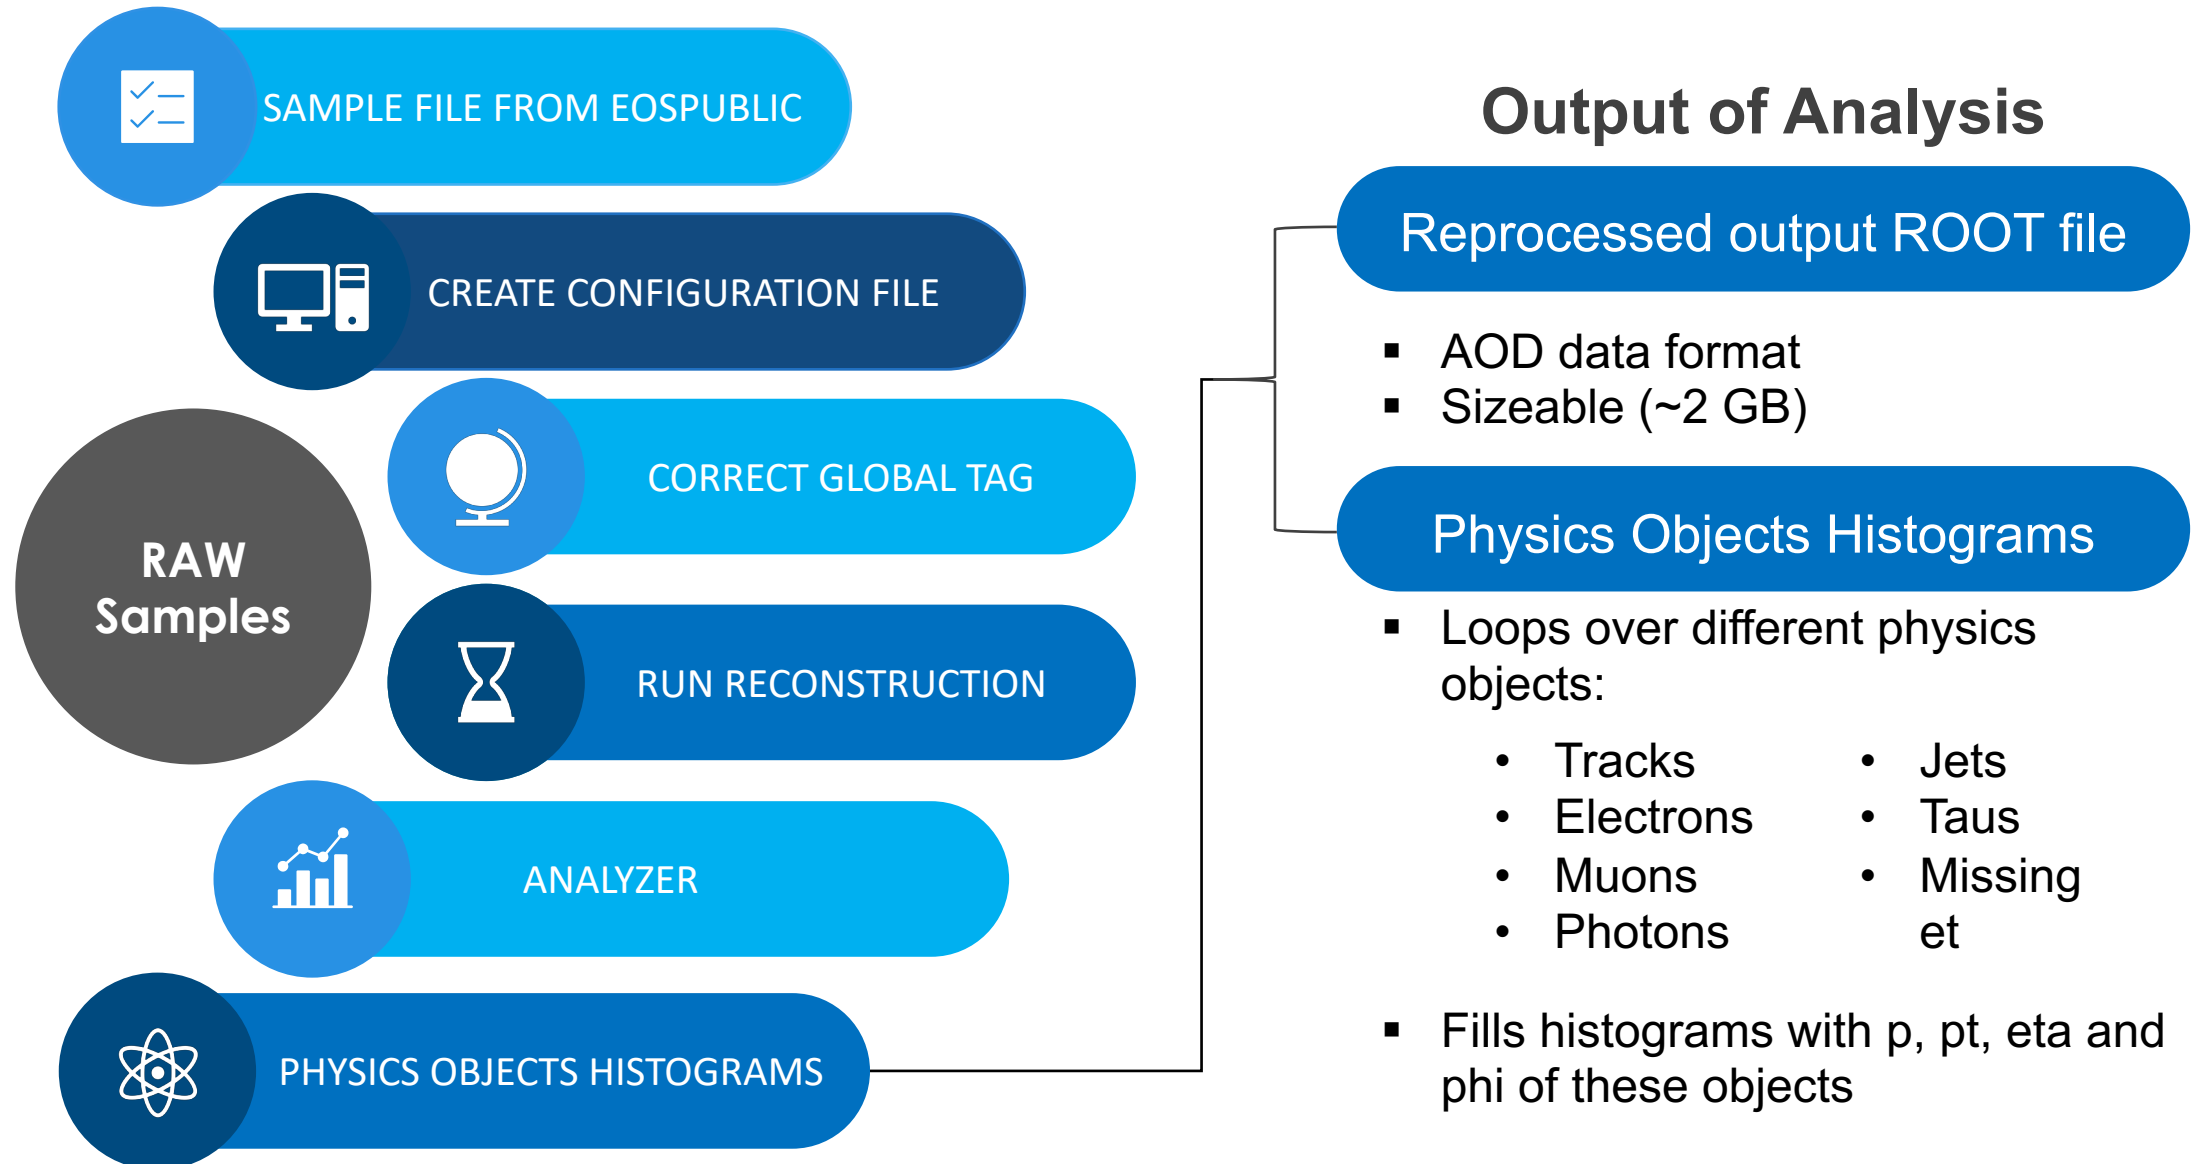 SAMPLE FILE FROM EOSPUBLIC
CREATE CONFIGURATION FILE
CORRECT GLOBAL TAG
RAW
Samples
RUN RECONSTRUCTION
ANALYZER
PHYSICS OBJECTS HISTOGRAMS
Output of Analysis
Reprocessed output ROOT file
▪ AOD data format
▪ Sizeable (~2 GB)
Physics Objects Histograms
▪ Loops over different physics
objects:
• Tracks
• Electrons
• Muons
• Photons
• Jets
• Taus
• Missing
et
▪ Fills histograms with p, pt, eta and
phi of these objects